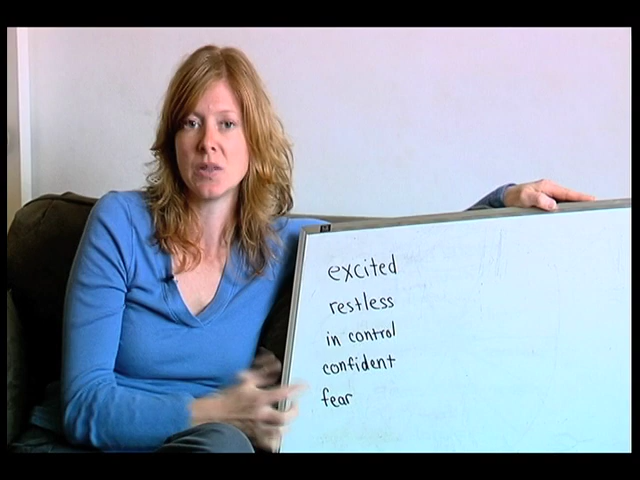 excited
restless
in control
confident
fear